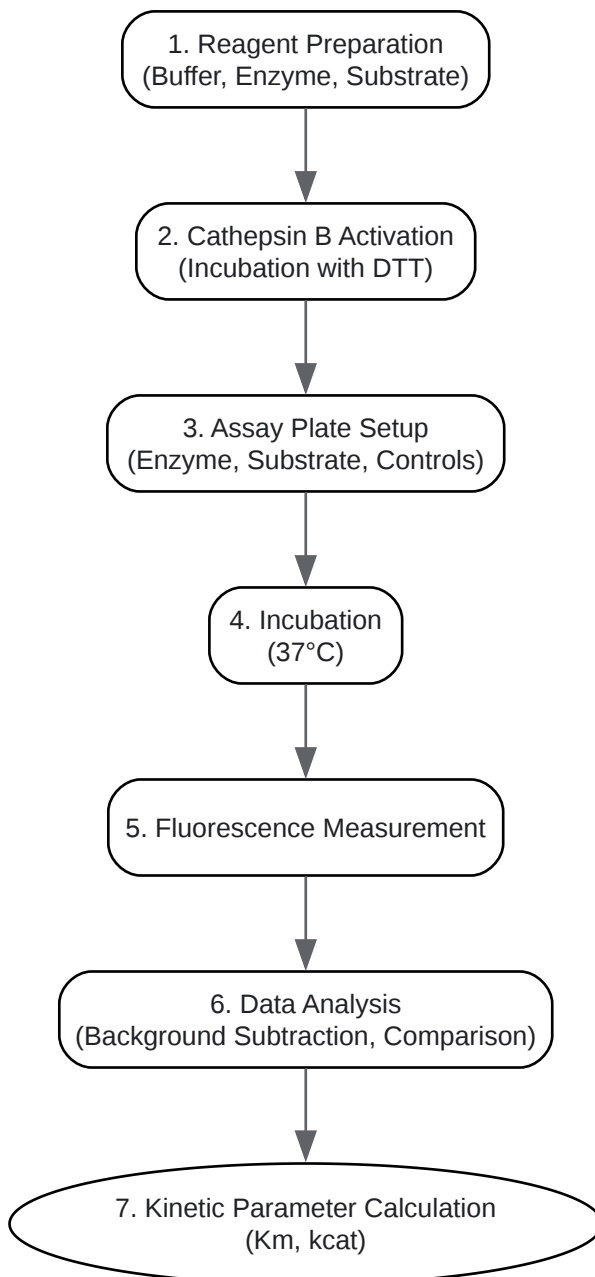 1. Reagent Preparation
(Buffer, Enzyme, Substrate)
2. Cathepsin B Activation
(Incubation with DTT)
3. Assay Plate Setup
(Enzyme, Substrate, Controls)
4. Incubation
(37°C)
5. Fluorescence Measurement
6. Data Analysis
(Background Subtraction, Comparison)
7. Kinetic Parameter Calculation
(Km, kcat)